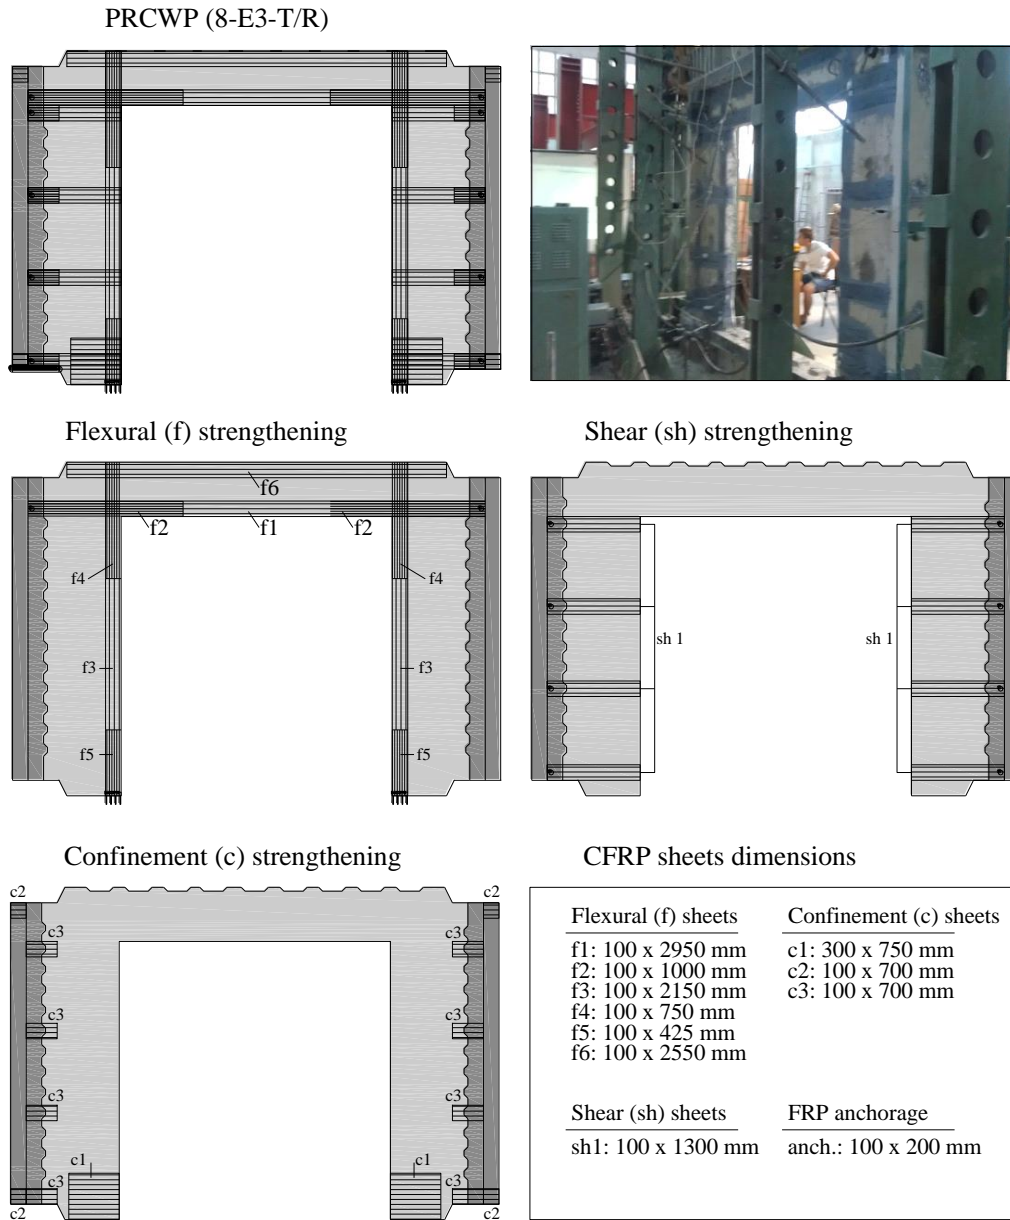 PRCWP (8-E3-T/R)
Flexural (f) strengthening
f6
f2
f1
f2
f4
f4
f3
f3
f5
f5
Shear (sh) strengthening
sh 1
sh 1
Confinement (c) strengthening
c2
c2
c3
c3
c3
c3
c3
c3
c1
c1
c3
c3
c2
c2
CFRP sheets dimensions
Flexural (f) sheets
f1: 100 x 2950 mm
f2: 100 x 1000 mm
f3: 100 x 2150 mm
f4: 100 x 750 mm
f5: 100 x 425 mm
f6: 100 x 2550 mm
Confinement (c) sheets
c1: 300 x 750 mm
c2: 100 x 700 mm
c3: 100 x 700 mm
Shear (sh) sheets
sh1: 100 x 1300 mm
FRP anchorage
anch.: 100 x 200 mm